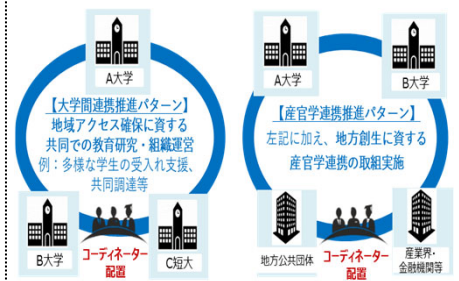 A大学
【大学間連携推進パターン】
地域アクセス確保に資する
共同での教育研究・組織運営
例：多様な学生の受入れ支援、
共同調達等
B大学
コーディネーター
配置
C短大
A大学
B大学
【産官学連携推進パターン】
左記に加え、地方創生に資する
産官学連携の取組実施
地方公共団体
コーディネーター
配置
産業界・
金融機関等